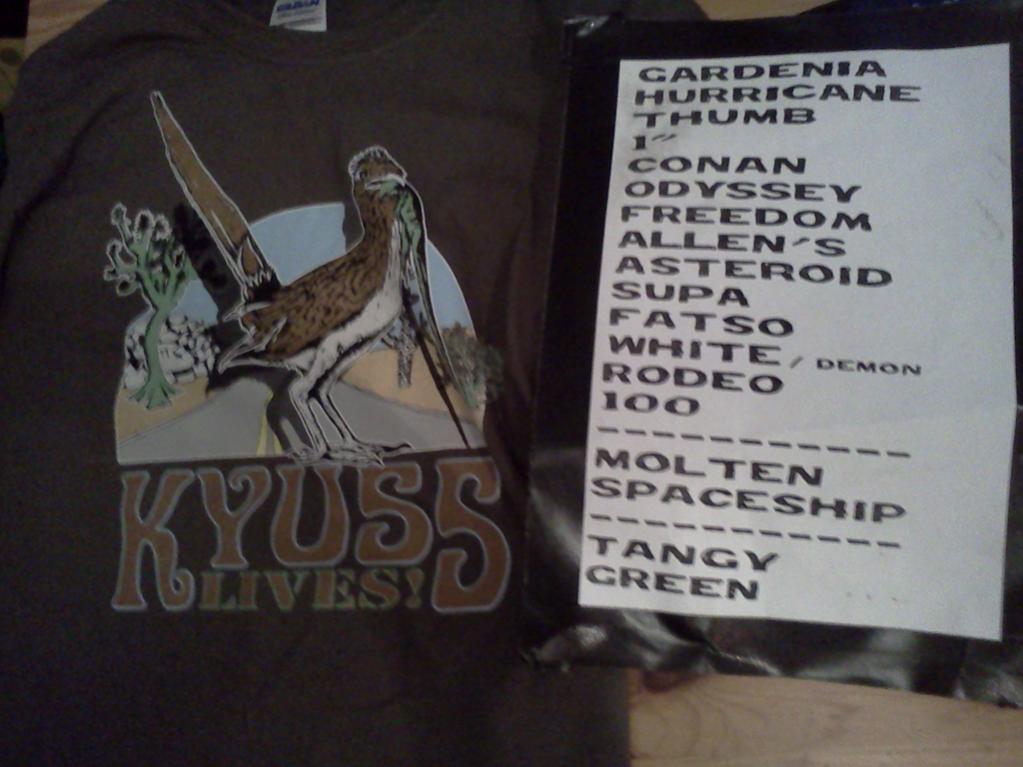 KYUSS
LIVES!
GARDENIA
HURRICANE
THUMB
1"
CONAN
ODYSSEY
FREEDOM
ALLEN'S
ASTEROID
SUPA
FATSO
WHITE / DEMON
RODEO
100
------------
MOLTEN
SPACESHIP
------------
TANGY
GREEN